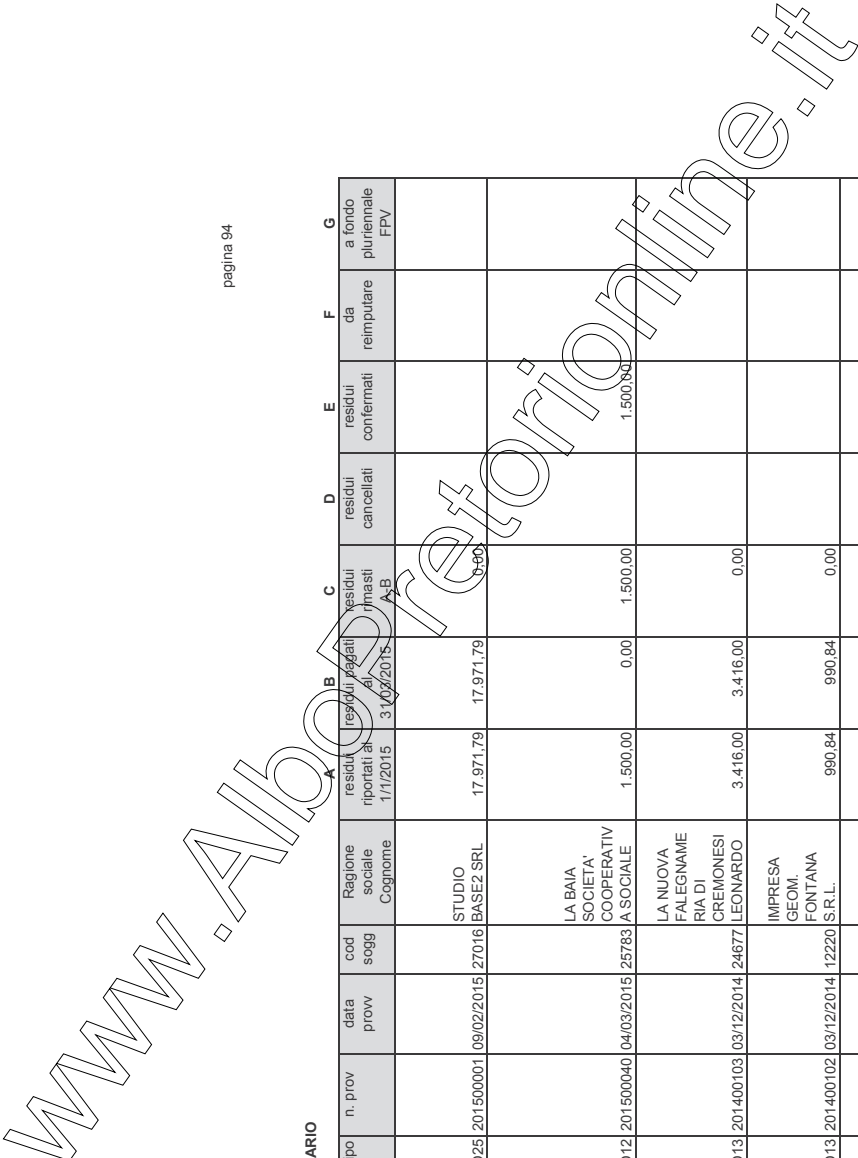 www.AlboPretorionline.it
pagina 94
ARIO
A B C D E F G
n. prov data provv cod sogg Ragione sociale Cognome residui riportati al 1/1/2015 residui pagati al 31/03/2015 residui rimasti A-B residui cancellati residui confermati da reimputare a fondo pluriennale FPV
201500001 09/02/2015 27016 STUDIO BASE2 SRL 17.971,79 17.971,79 0,00
201500040 04/03/2015 25783 LA BAIA SOCIETA' COOPERATIV A SOCIALE 1.500,00 0,00 1.500,00 1.500,00
201400103 03/12/2014 24677 LA NUOVA FALEGNAME RIA DI CREMONESI LEONARDO 3.416,00 3.416,00 0,00
201400102 03/12/2014 12220 IMPRESA GEOM. FONTANA S.R.L. 990,84 990,84 0,00